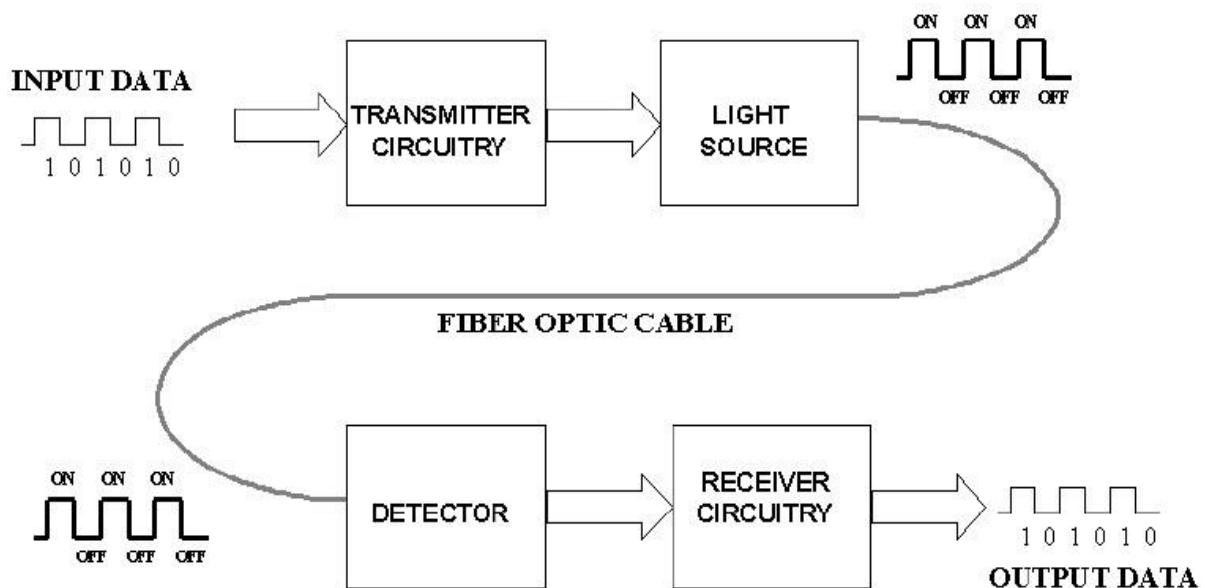 ON ON ON
OFF OFF OFF
INPUT DATA
1 0 1 0 1 0
TRANSMITTER
CIRCUITRY
LIGHT
SOURCE
FIBER OPTIC CABLE
ON ON ON
OFF OFF OFF
DETECTOR
RECEIVER
CIRCUITRY
1 0 1 0 1 0
OUTPUT DATA